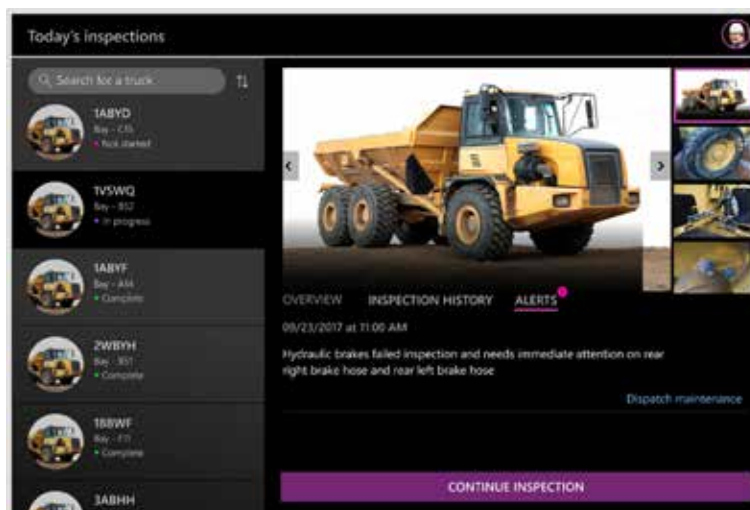 Today's inspections
Search for a truck
1ABYD
Bay - C15
Not started
1VSWQ
Bay - B52
In progress
1ABYF
Bay - A14
Complete
2WBYH
Bay - B51
Complete
1BBWF
Bay - F11
Complete
3ABHH
OVERVIEW INSPECTION HISTORY ALERTS
09/23/2017 at 11:00 AM
Hydraulic brakes failed inspection and needs immediate attention on rear
right brake hose and rear left brake hose
Dispatch maintenance
CONTINUE INSPECTION